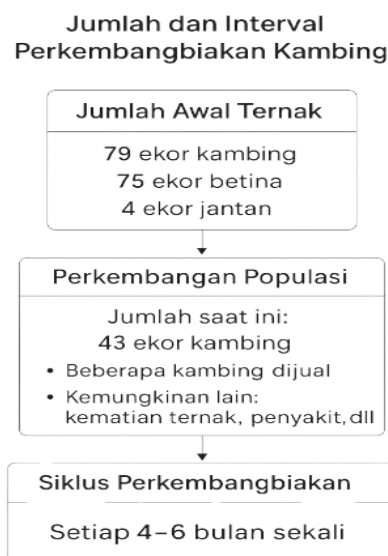 Jumlah dan Interval
Perkembangbiakan Kambing
Jumlah Awal Ternak
79 ekor kambing
75 ekor betina
4 ekor jantan
Perkembangan Populasi
Jumlah saat ini:
43 ekor kambing
• Beberapa kambing dijual
• Kemungkinan lain:
kematian ternak, penyakit,dll
Siklus Perkembangbiakan
Setiap 4–6 bulan sekali